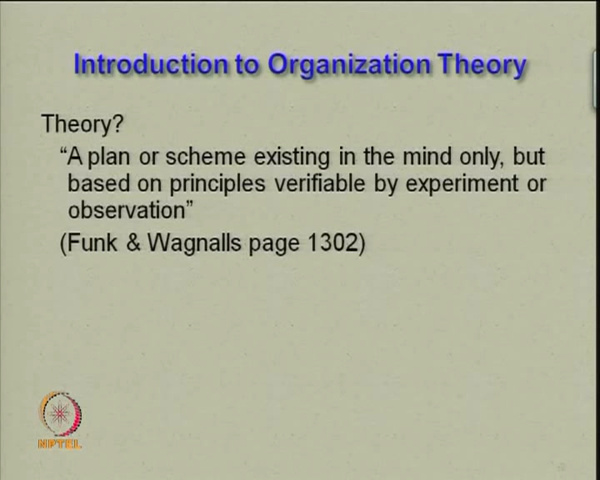 Introduction to Organization Theory
Theory?
“A plan or scheme existing in the mind only, but
based on principles verifiable by experiment or
observation”
(Funk & Wagnalls page 1302)
NPTEL